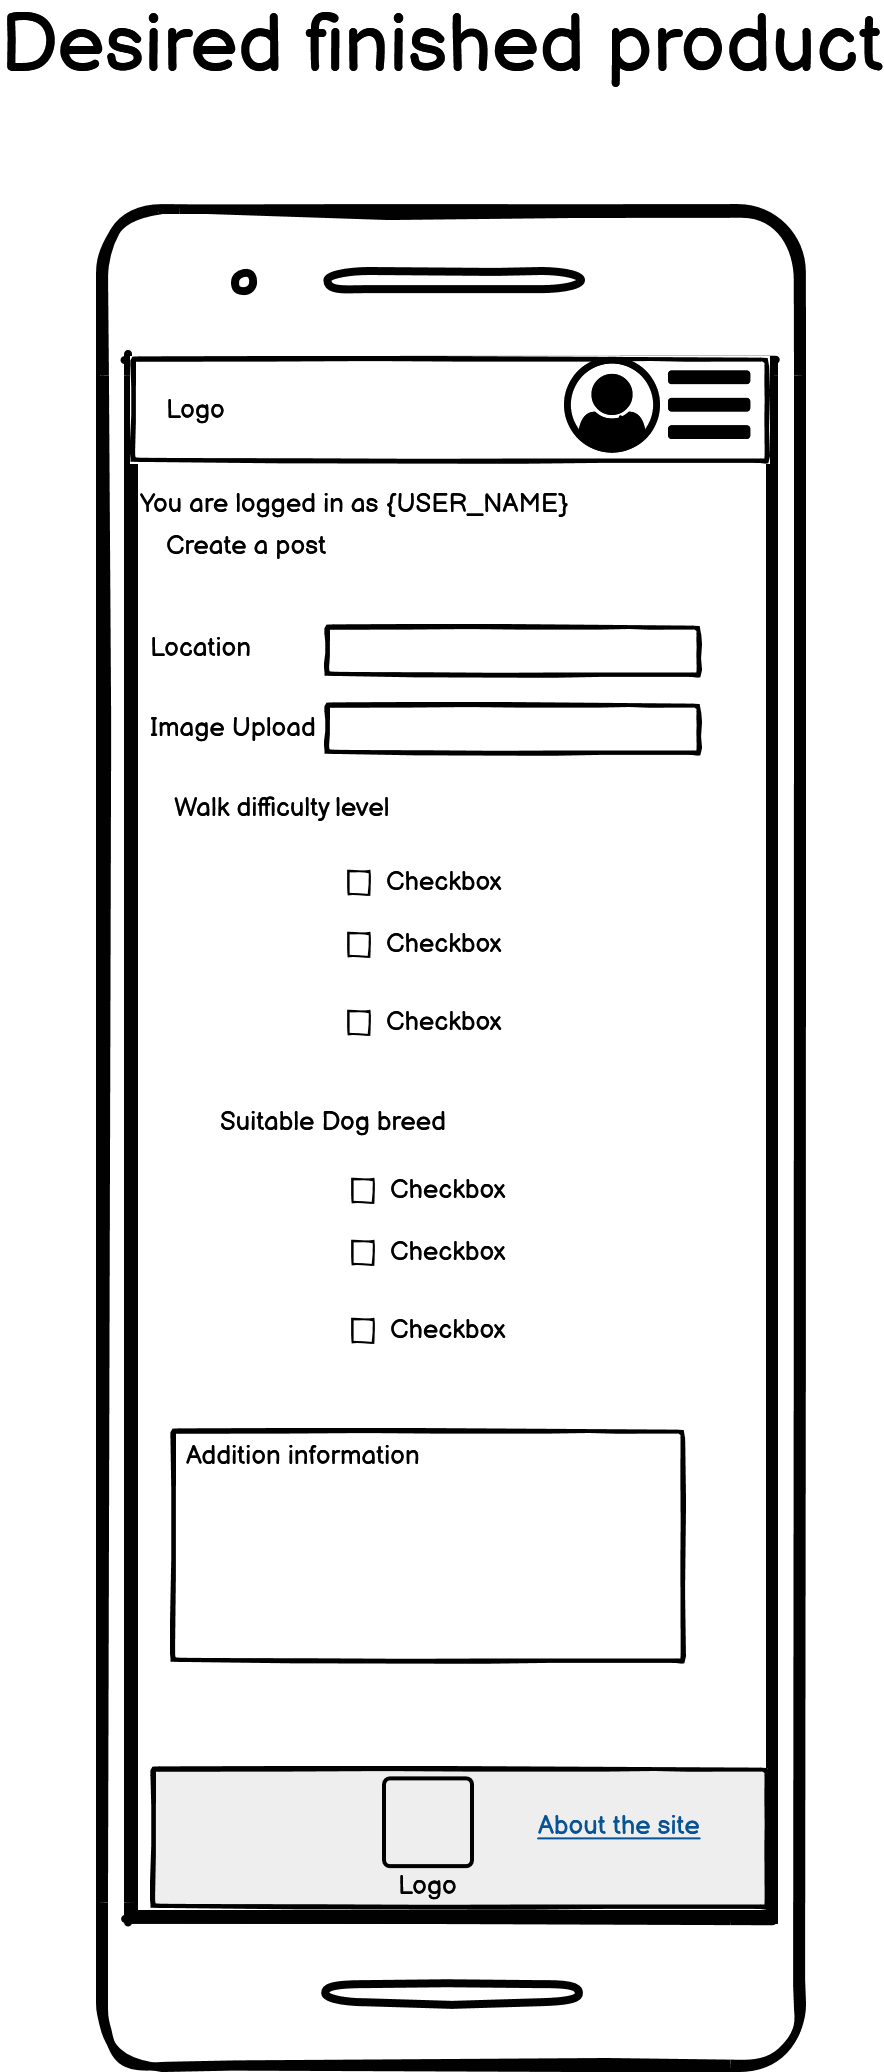 Desired finished product
Logo
You are logged in as {USER_NAME}
Create a post
Location
Image Upload
Walk difficulty level
Checkbox
Checkbox
Checkbox
Suitable Dog breed
Checkbox
Checkbox
Checkbox
Addition information
About the site
Logo